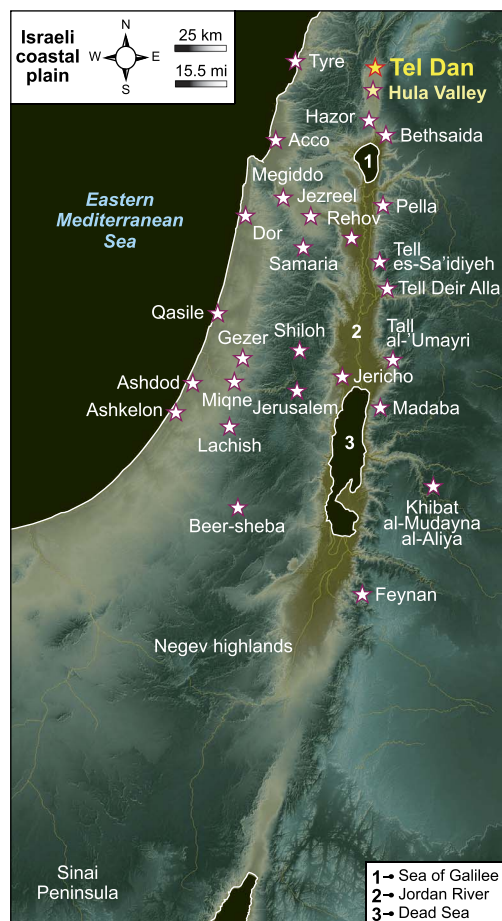 Israeli
coastal
plain
N
W E
S
25 km
15.5 mi
Tyre
Tel Dan
Hula Valley
Hazor
Bethsaida
Acco
1
Megiddo
Jezreel
Pella
Rehov
Dor
Eastern
Mediterranean
Sea
Samaria
Tell
es-Sa'idiyeh
Tell Deir Alla
Qasile
Shiloh
2
Tall
al-'Umayri
Gezer
Jericho
Ashdod
Miqne
Jerusalem
Madaba
Ashkelon
Lachish
3
Khibat
al-Mudayna
al-Aliya
Beer-sheba
Feynan
Negev highlands
Sinai
Peninsula
1 → Sea of Galilee
2 → Jordan River
3 → Dead Sea